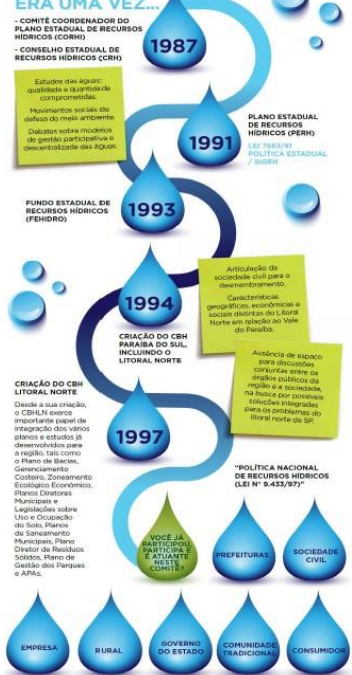 ERA UMA VEZ...
- COMITÊ COORDENADOR DO
PLANO ESTADUAL DE RECURSOS
HÍDRICOS (CORHI)
- CONSELHO ESTADUAL DE
RECURSOS HÍDRICOS (CRH)
1987
Estudos das águas:
qualidade e quantidade
comprometidas.
Movimentos sociais de
defesa do meio ambiente.
Debates sobre modelos
de gestão participativa e
descentralizada das águas.
1991
PLANO ESTADUAL
DE RECURSOS
HÍDRICOS (PERH)
LEI 7663/91
POLÍTICA ESTADUAL
/ SIGRH
FUNDO ESTADUAL DE
RECURSOS HÍDRICOS
(FEHIDRO)
1993
1994
CRIAÇÃO DO CBH
PARAÍBA DO SUL,
INCLUINDO O
LITORAL NORTE
Articulação da
sociedade civil para o
desmembramento.
Características
geográficas, econômicas e
sociais distintas do Litoral
Norte em relação ao Vale
do Paraíba.
Ausência de espaço
para discussões
conjuntas entre os
órgãos públicos da
região e a sociedade,
na busca por possíveis
soluções integradas
para os problemas do
litoral norte de SP.
CRIAÇÃO DO CBH
LITORAL NORTE
Desde a sua criação,
o CBHLN exerce
importante papel de
integração dos vários
planos e estudos já
desenvolvidos para
a região, tais como
o Plano de Bacias,
Gerenciamento
Costeiro, Zoneamento
Ecológico Econômico,
Planos Diretores
Municipais e
Legislações sobre
Uso e Ocupação
do Solo, Planos
de Saneamento
Municipais, Plano
Diretor de Resíduos
Sólidos, Plano de
Gestão dos Parques
e APAs.
1997
"POLÍTICA NACIONAL
DE RECURSOS HÍDRICOS
(LEI Nº 9.433/97)"
VOCÊ JÁ
PARTICIPOU,
PARTICIPA E
É ATUANTE
NESTE
COMITÊ?
PREFEITURAS
SOCIEDADE
CIVIL
EMPRESA
RURAL
GOVERNO
DO ESTADO
COMUNIDADE
TRADICIONAL
CONSUMIDOR